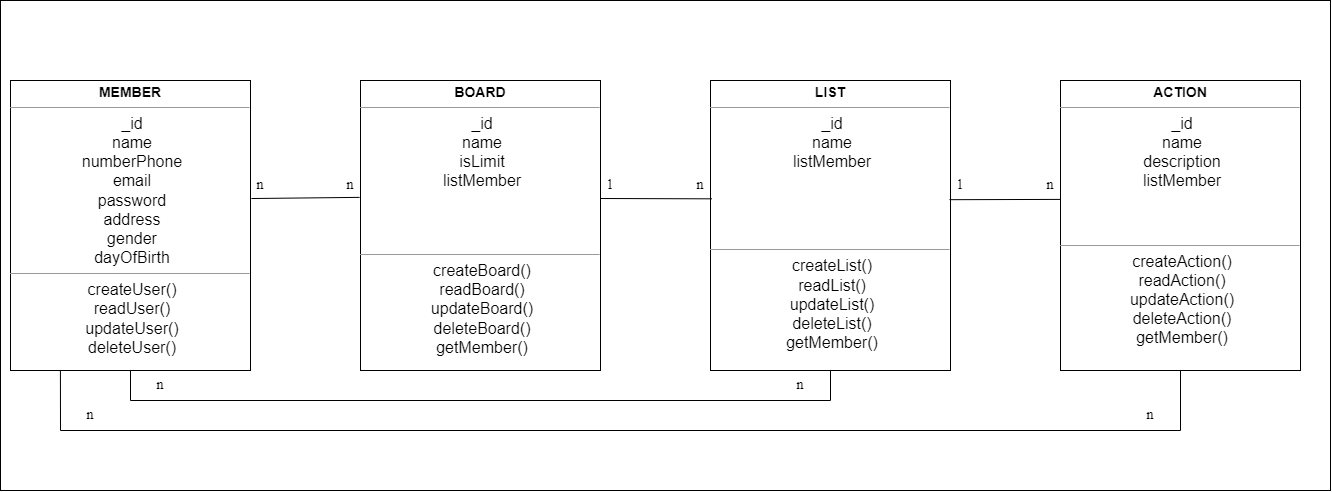 MEMBER
_id
name
numberPhone
email
password
address
gender
dayOfBirth
createUser()
readUser()
updateUser()
deleteUser()
n
n
BOARD
_id
name
isLimit
listMember
createBoard()
readBoard()
updateBoard()
deleteBoard()
getMember()
1
n
LIST
_id
name
listMember
createList()
readList()
updateList()
deleteList()
getMember()
1
n
ACTION
_id
name
description
listMember
createAction()
readAction()
updateAction()
deleteAction()
getMember()
n
n
n
n